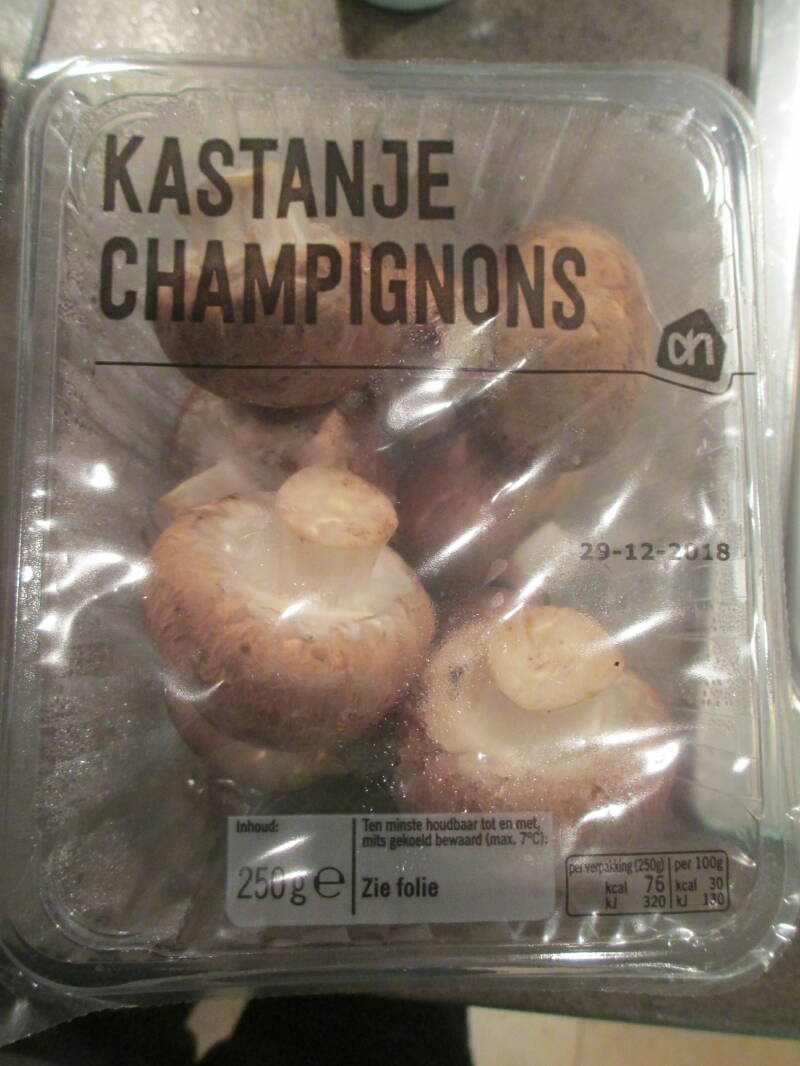 KASTANJE
CHAMPIGNONS
ah
29-12-2018
Inhoud:
250 g e
Ten minste houdbaar tot en met,
mits gekoeld bewaard (max. 7°C):
Zie folie
per verpakking (250g) per 100g
kcal 76 kcal 30
kJ 320 kJ 130